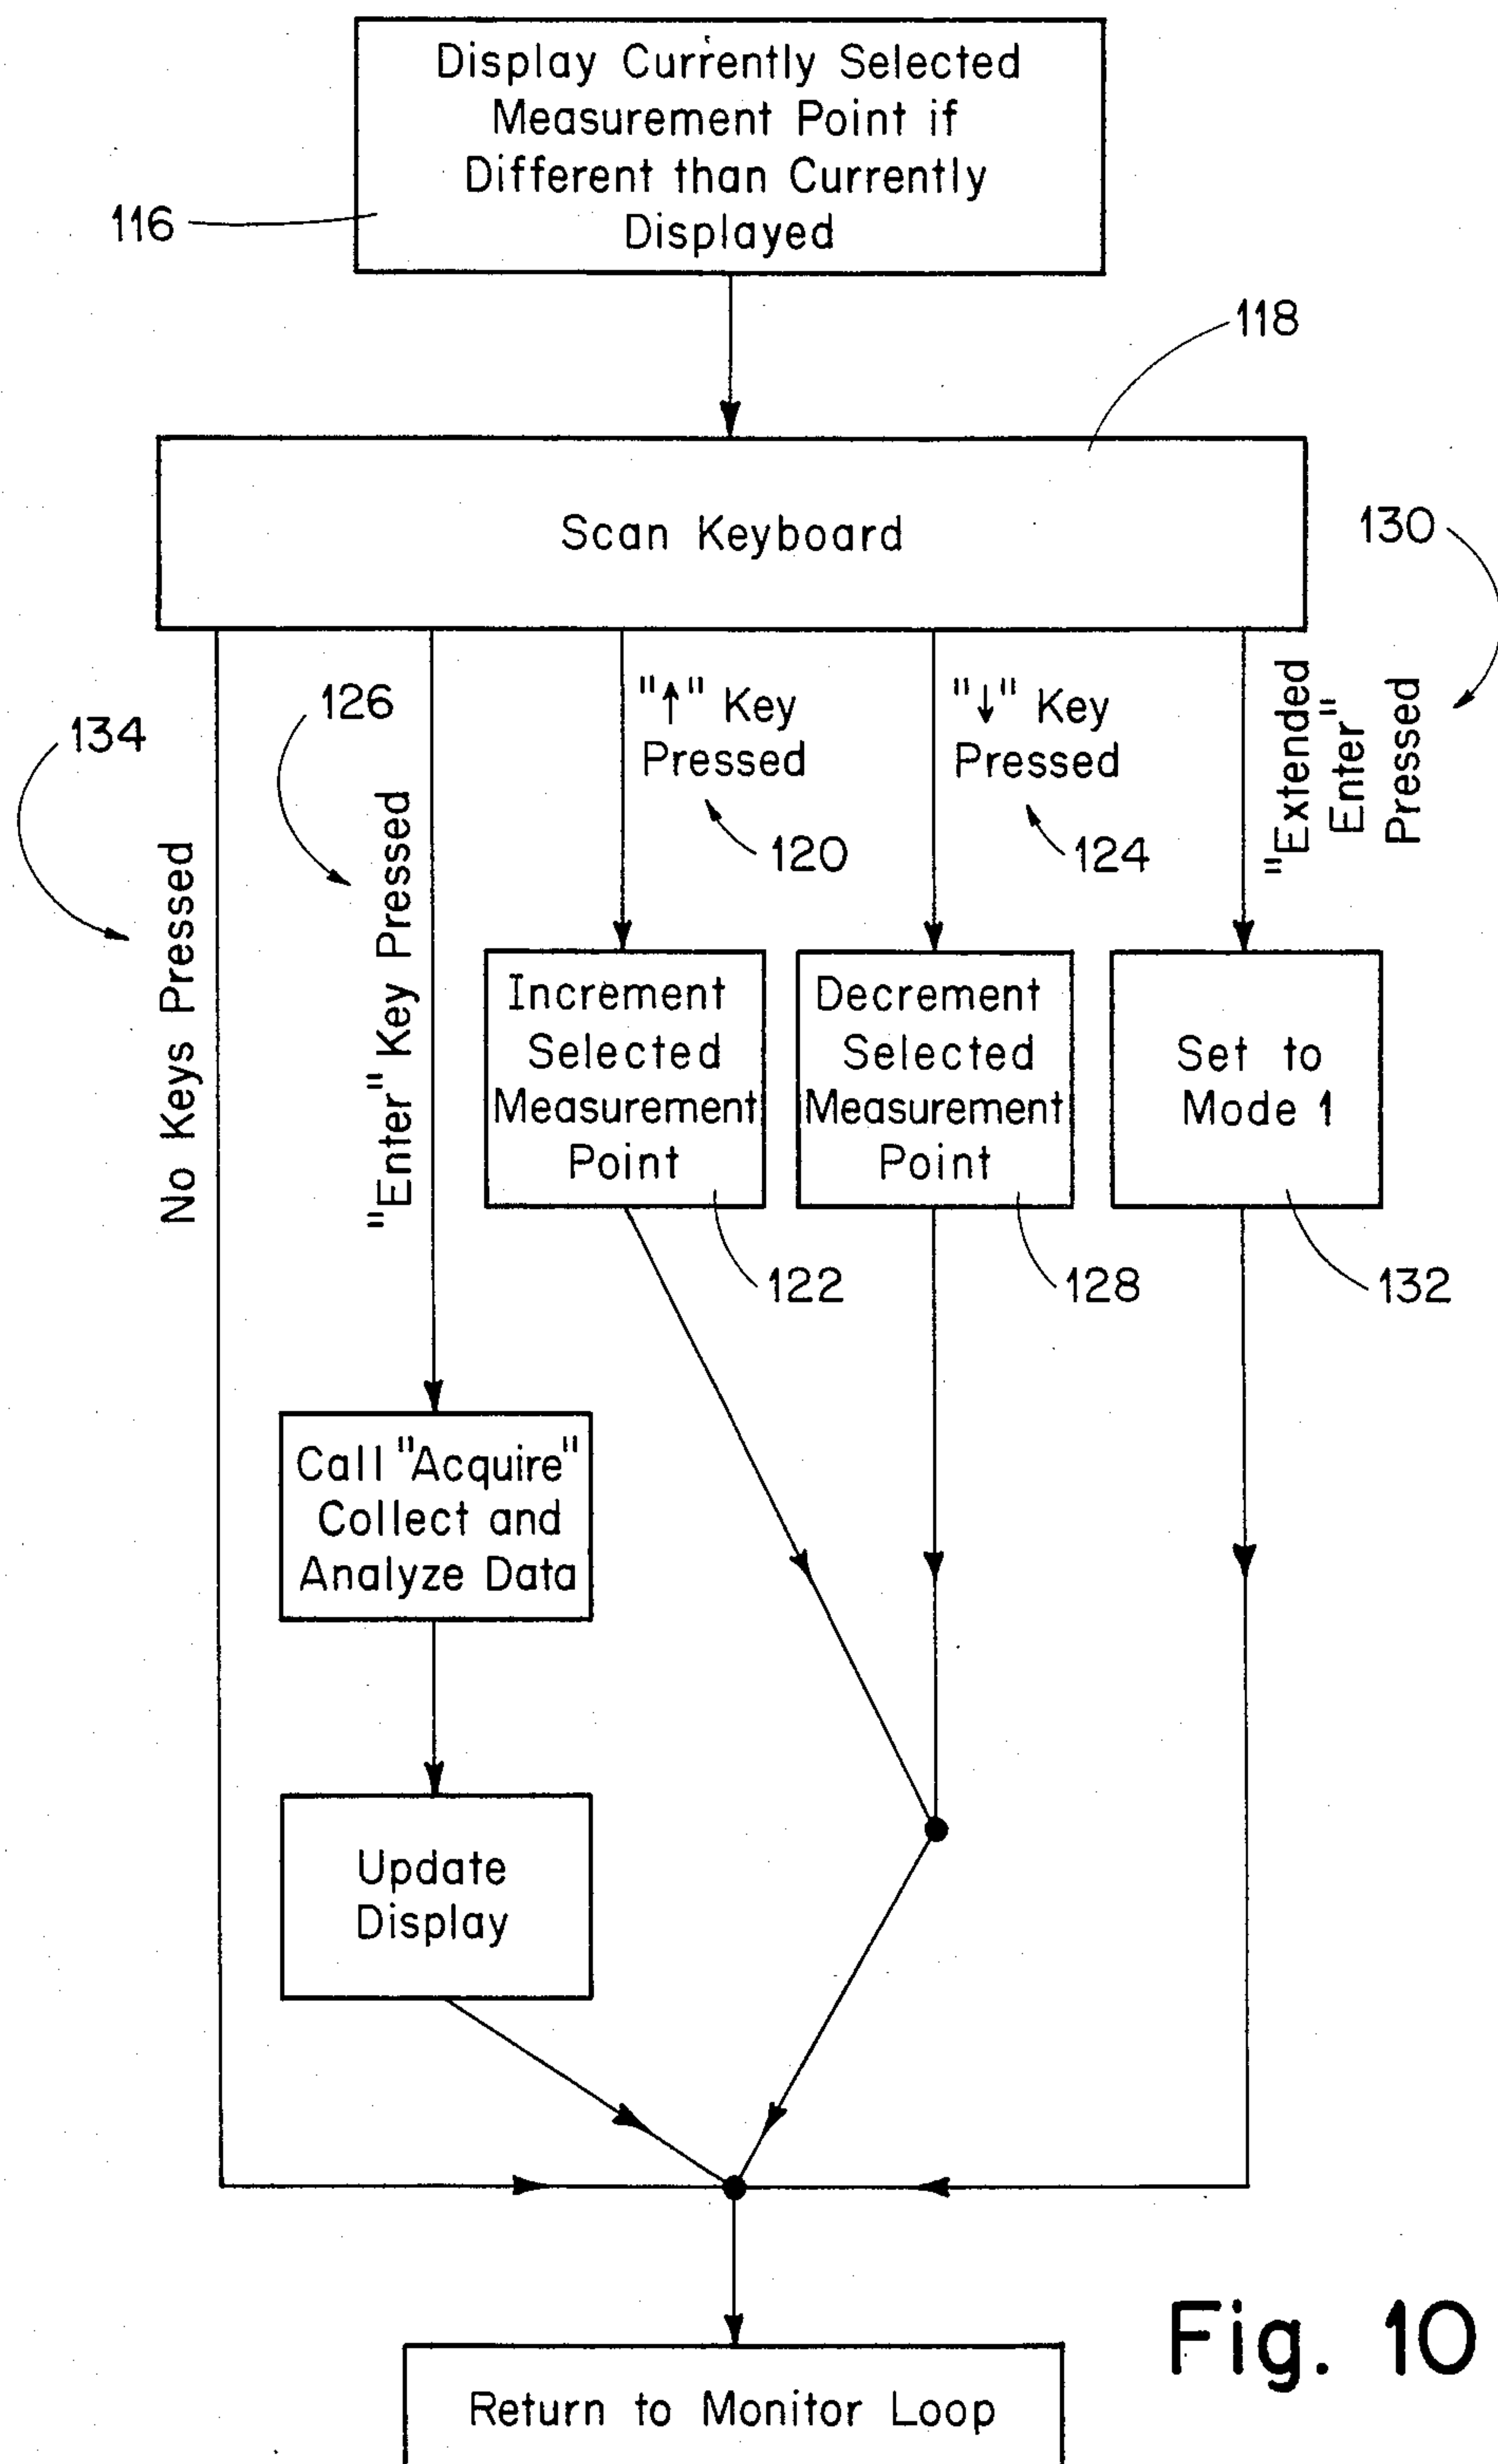 Display Currently Selected
Measurement Point if
Different than Currently
Displayed
116
118
Scan Keyboard
130
134
126
"↑" Key
Pressed
120
"↓" Key
Pressed
124
"Extended
Enter"
Pressed
No Keys Pressed
"Enter" Key Pressed
Increment
Selected
Measurement
Point
122
Decrement
Selected
Measurement
Point
128
Set to
Mode 1
132
Call "Acquire"
Collect and
Analyze Data
Update
Display
Return to Monitor Loop
Fig. 10